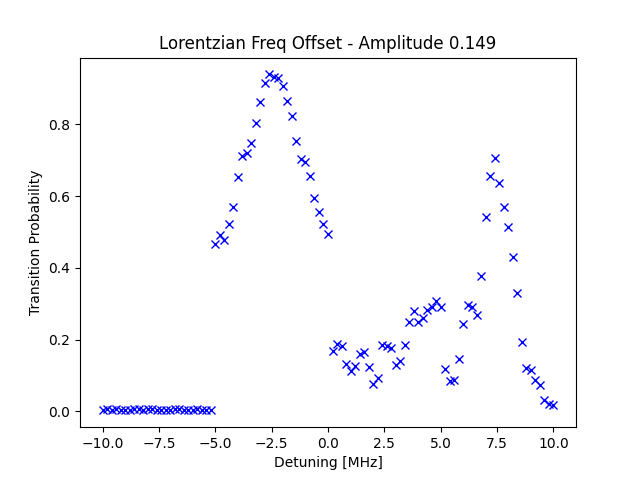 Lorentzian Freq Offset - Amplitude 0.149
Transition Probability
0.8
0.6
0.4
0.2
0.0
−10.0 −7.5 −5.0 −2.5 0.0 2.5 5.0 7.5 10.0
Detuning [MHz]